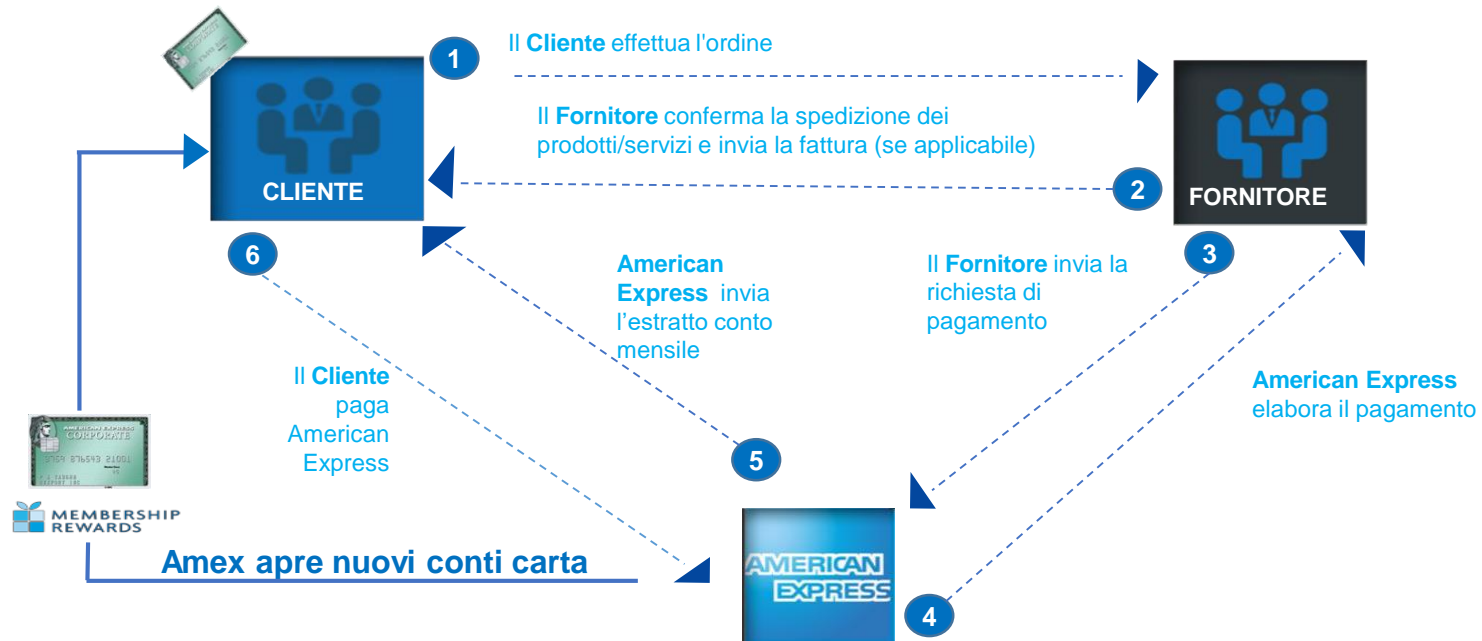 1
Il Cliente effettua l'ordine
Il Fornitore conferma la spedizione dei
prodotti/servizi e invia la fattura (se applicabile)
CLIENTE
2
FORNITORE
6
American
Express invia
l’estratto conto
mensile
Il Fornitore invia la
richiesta di
pagamento
3
Il Cliente
paga
American
Express
American Express
elabora il pagamento
AMERICAN EXPRESS
CORPORATE
5
MEMBERSHIP
REWARDS
Amex apre nuovi conti carta
AMERICAN
EXPRESS
4